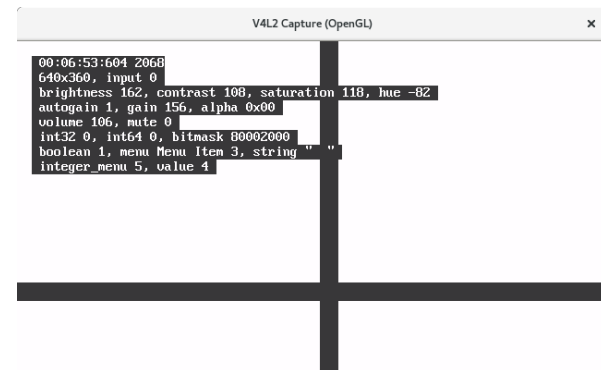 V4L2 Capture (OpenGL) ×
00:06:53:604 2068
640x360, input 0
brightness 162, contrast 108, saturation 118, hue -82
autogain 1, gain 156, alpha 0x00
volume 106, mute 0
int32 0, int64 0, bitmask 80002000
boolean 1, menu Menu Item 3, string "  "
integer_menu 5, value 4